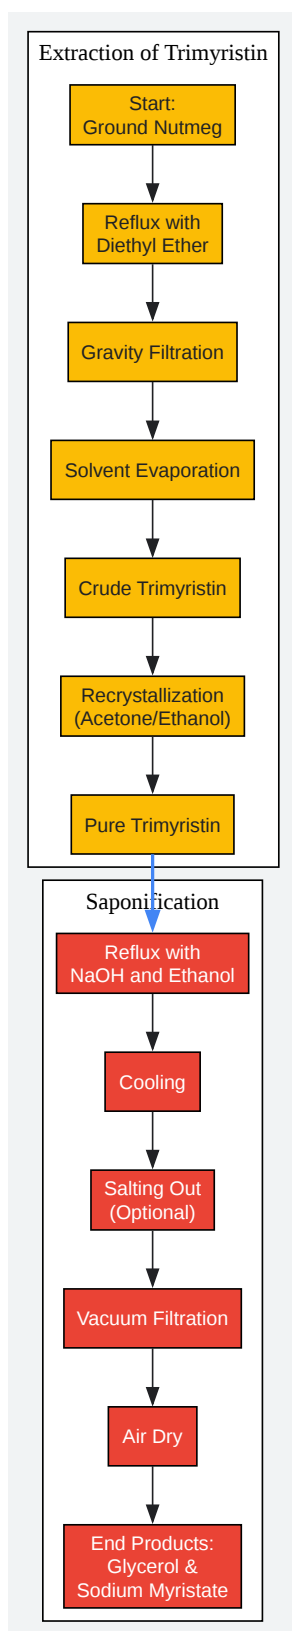 Extraction of Trimyristin
Start:
Ground Nutmeg
Reflux with
Diethyl Ether
Gravity Filtration
Solvent Evaporation
Crude Trimyristin
Recrystallization
(Acetone/Ethanol)
Pure Trimyristin
Saponification
Reflux with
NaOH and Ethanol
Cooling
Salting Out
(Optional)
Vacuum Filtration
Air Dry
End Products:
Glycerol &
Sodium Myristate